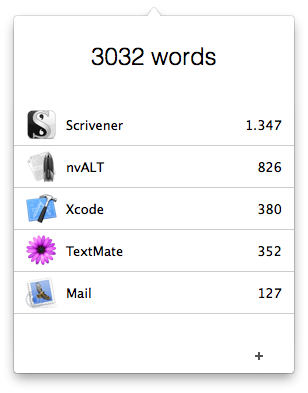 3032 words
Scrivener 1.347
nvALT 826
Xcode 380
TextMate 352
Mail 127
+